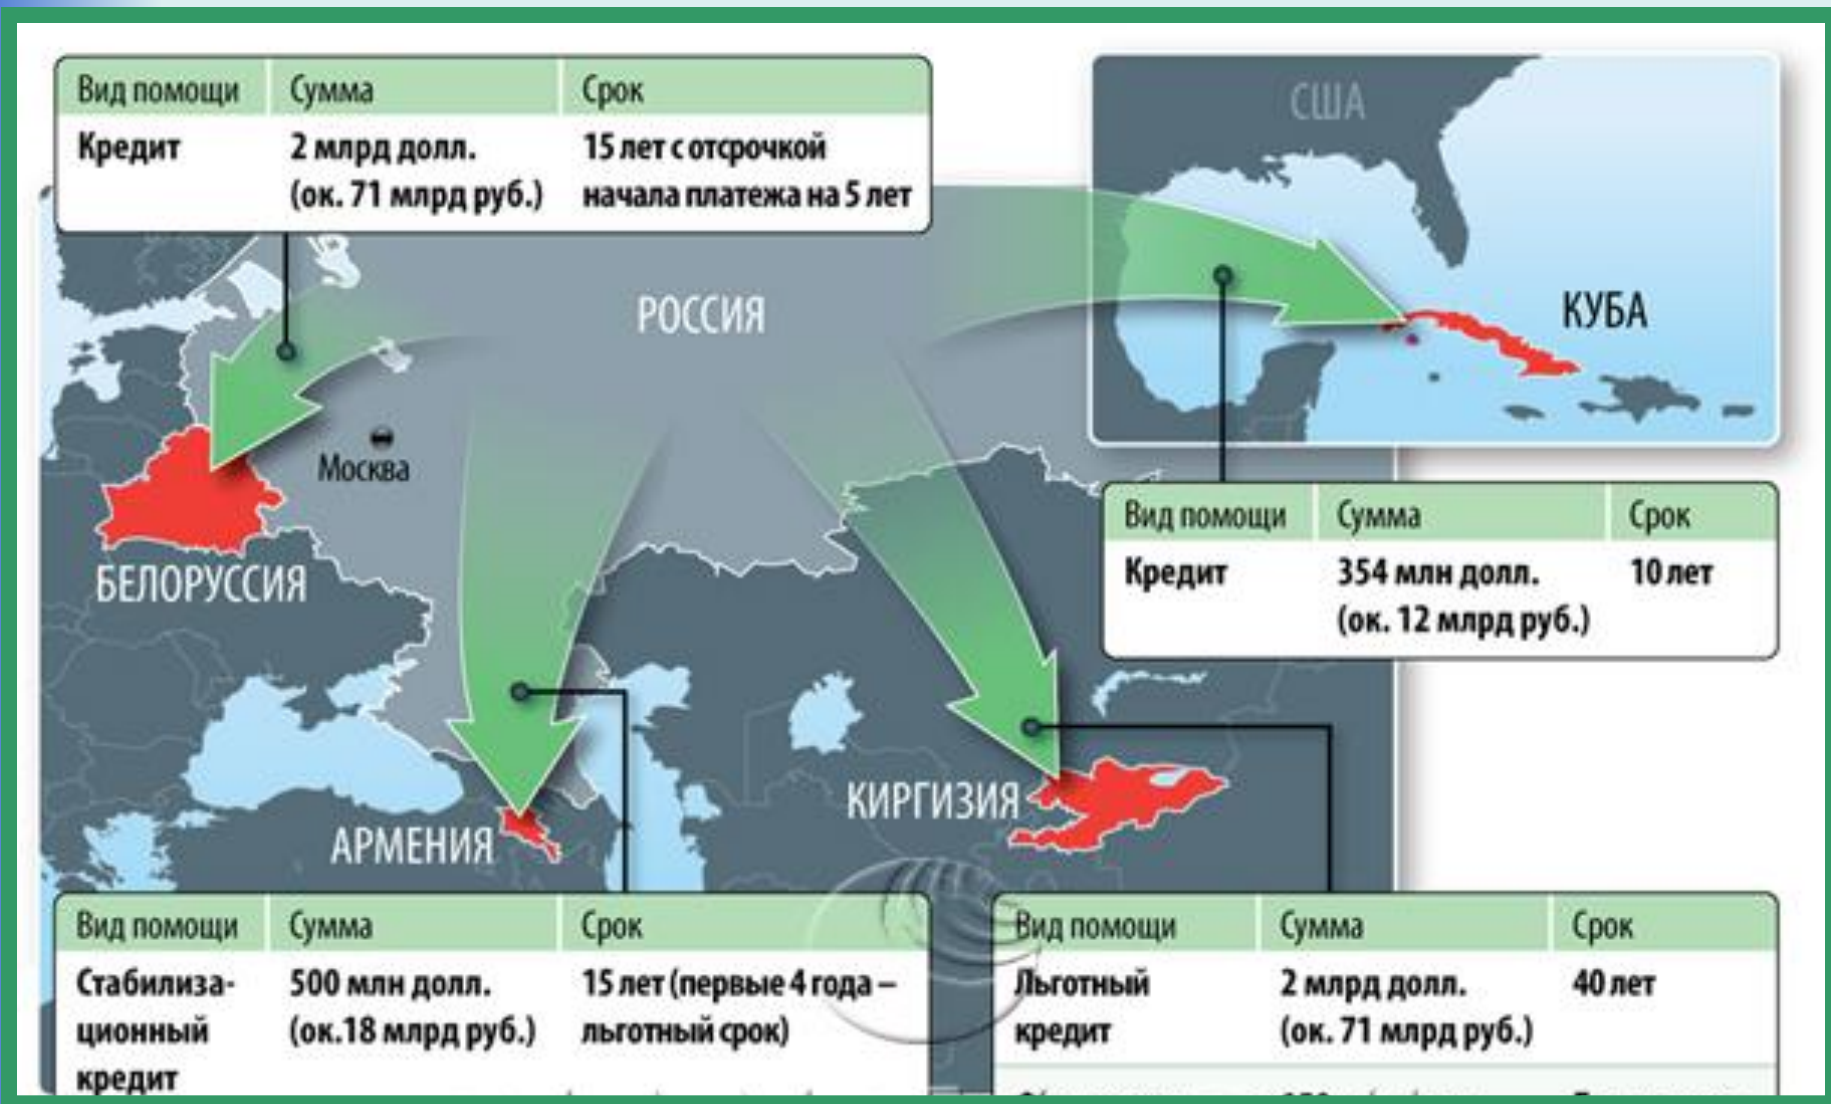 Вид помощи Сумма Срок
Кредит 2 млрд долл. 15 лет с отсрочкой
(ок. 71 млрд руб.) начала платежа на 5 лет
США
КУБА
РОССИЯ
Москва
БЕЛОРУССИЯ
Вид помощи Сумма Срок
Кредит 354 млн долл. 10 лет
(ок. 12 млрд руб.)
КИРГИЗИЯ
АРМЕНИЯ
Вид помощи Сумма Срок
Стабилиза- 500 млн долл. 15 лет (первые 4 года –
ционный (ок.18 млрд руб.) льготный срок)
кредит
Вид помощи Сумма Срок
Льготный 2 млрд долл. 40 лет
кредит (ок. 71 млрд руб.)